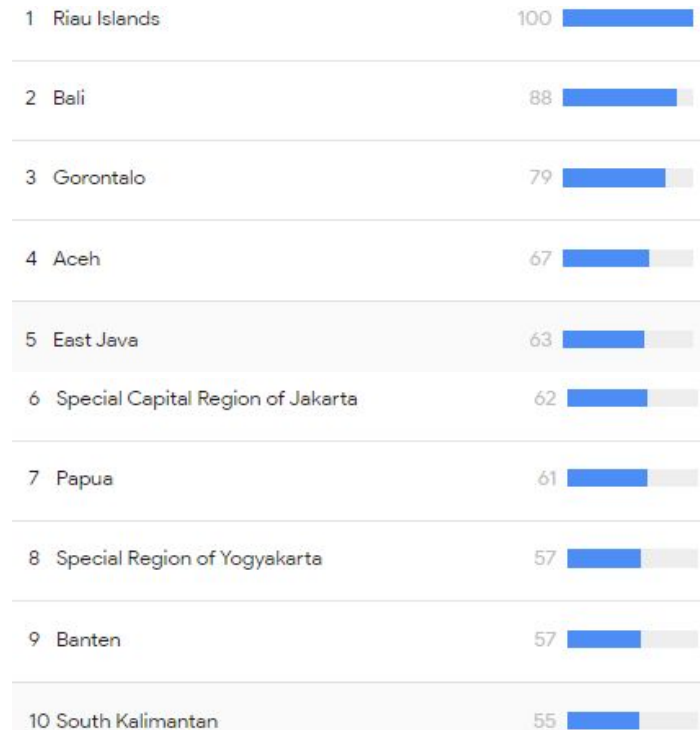 1 Riau Islands 100
2 Bali 88
3 Gorontalo 79
4 Aceh 67
5 East Java 63
6 Special Capital Region of Jakarta 62
7 Papua 61
8 Special Region of Yogyakarta 57
9 Banten 57
10 South Kalimantan 55